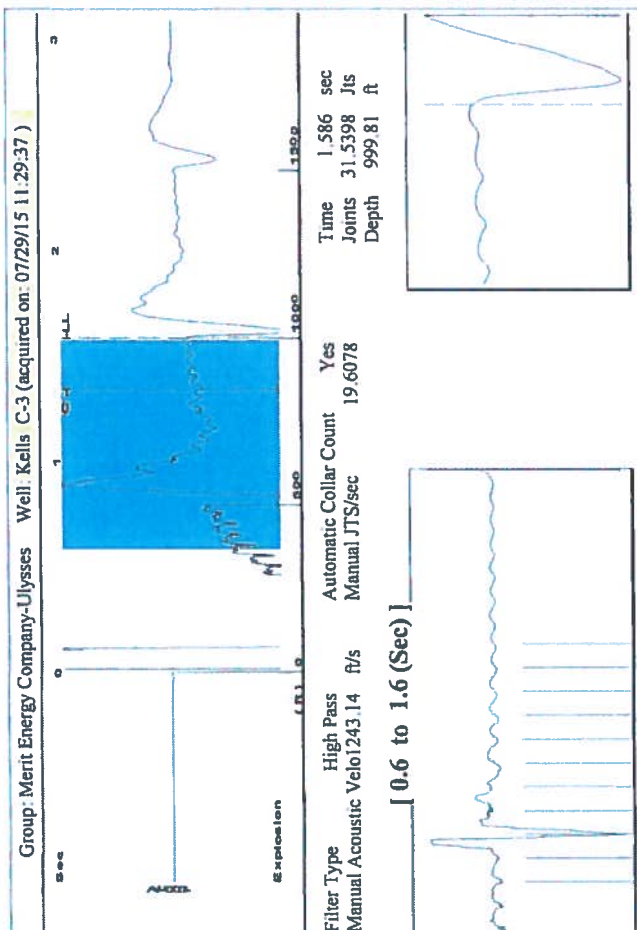 Group: Merit Energy Company-Ulysses Well: Kells C-3 (acquired on: 07/29/15 11:29:37 )
Sec
0 1 2 3
LL
Explosion
(ft) 0 500 1000 1500
Filter Type High Pass Automatic Collar Count Yes Time 1.586 sec
Manual Acoustic Velo1243.14 ft/s Manual JTS/sec 19.6078 Joints 31.5398 Jts
Depth 999.81 ft
[ 0.6 to 1.6 (Sec) ]